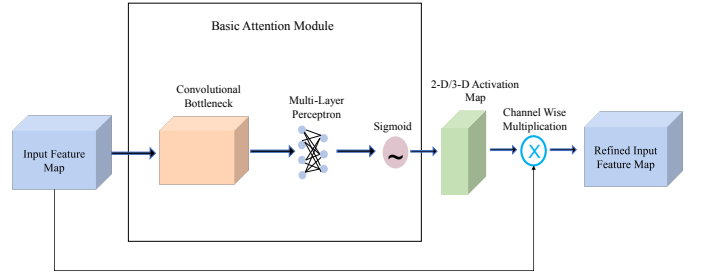 Basic Attention Module
Input Feature
Map
Convolutional
Bottleneck
Multi-Layer
Perceptron
Sigmoid
~
2-D/3-D Activation
Map
Channel Wise
Multiplication
X
Refined Input
Feature Map